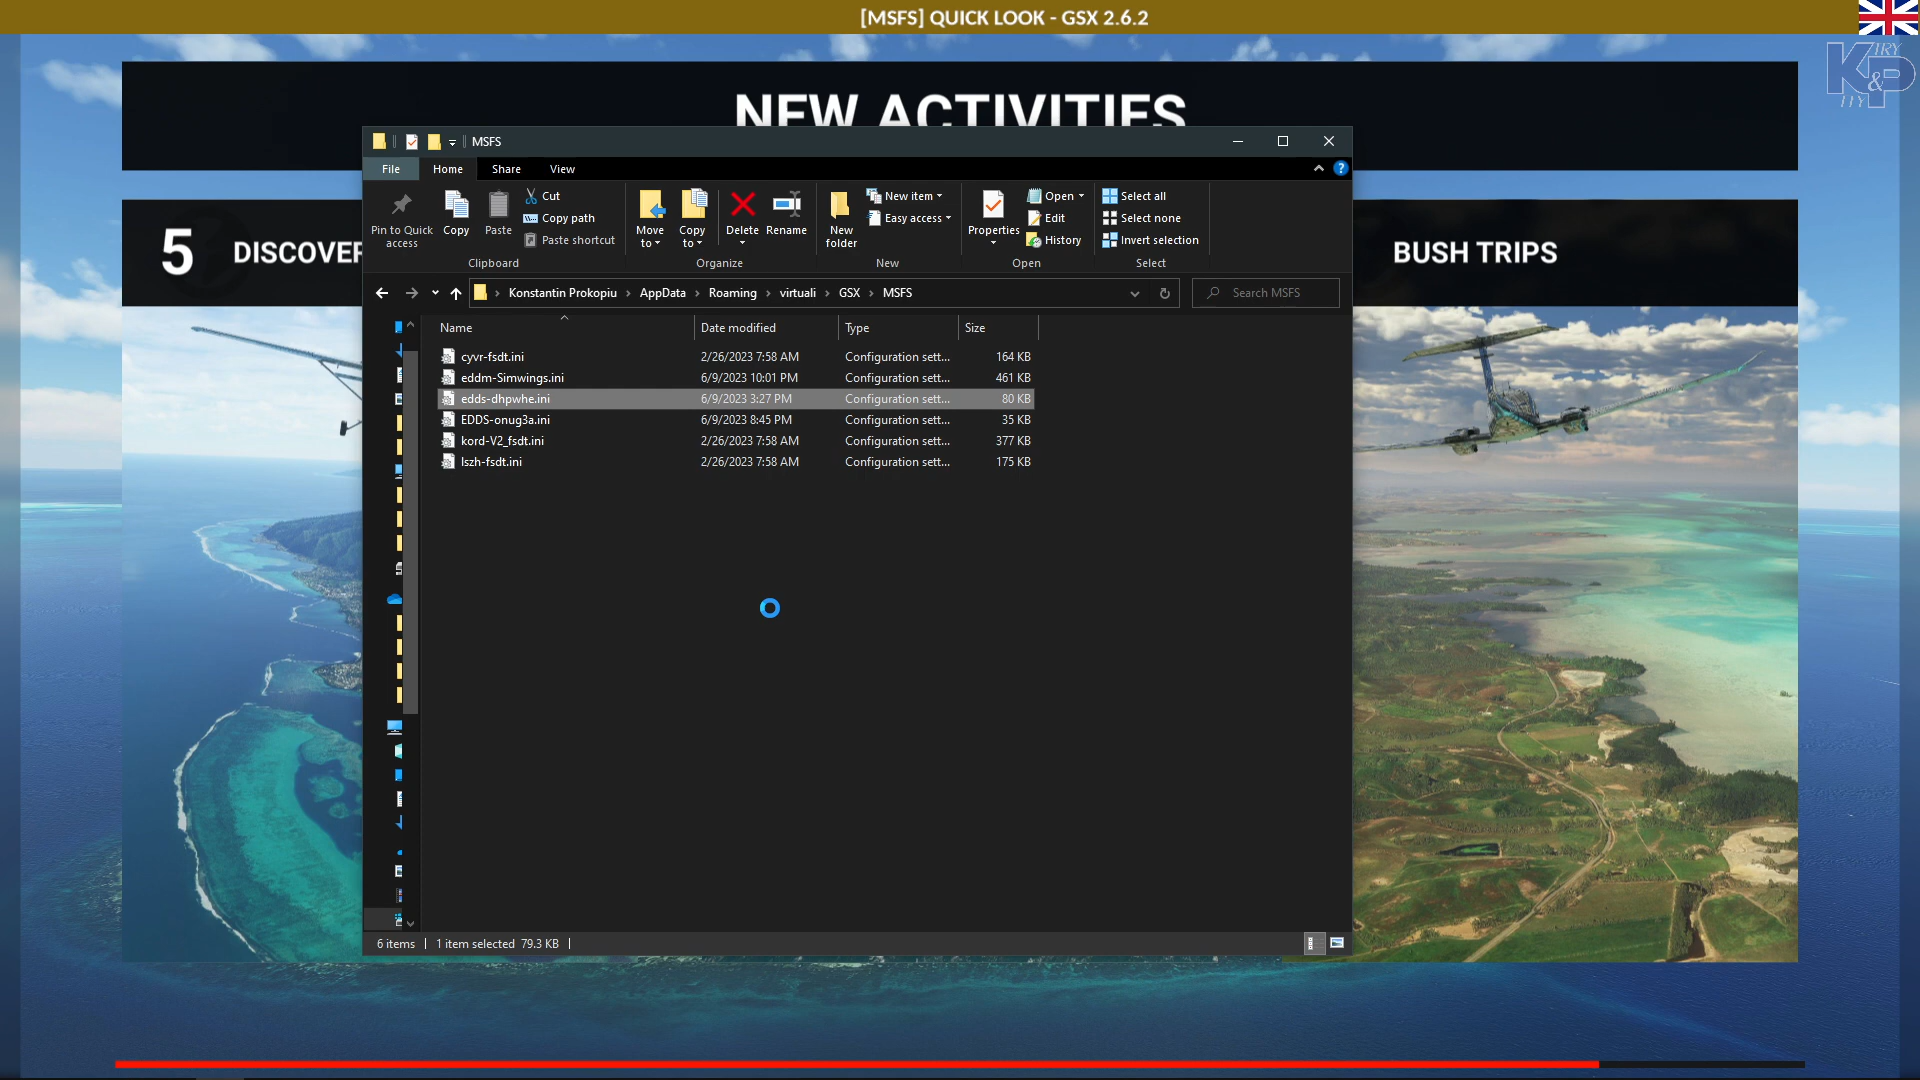 [MSFS] QUICK LOOK - GSX 2.6.2
K&P
TRY
ITY
NEW ACTIVITIES
MSFS
File Home Share View
Pin to Quick access
Copy
Paste
Cut
Copy path
Paste shortcut
Clipboard
Move to
Copy to
Delete
Rename
Organize
New folder
New item
Easy access
New
Properties
Open
Edit
History
Open
Select all
Select none
Invert selection
Select
5 DISCOVER
BUSH TRIPS
Konstantin Prokopiu > AppData > Roaming > virtuali > GSX > MSFS
Search MSFS
Name Date modified Type Size
cyvr-fsdt.ini 2/26/2023 7:58 AM Configuration sett... 164 KB
eddm-Simwings.ini 6/9/2023 10:01 PM Configuration sett... 461 KB
edds-dhpwhe.ini 6/9/2023 3:27 PM Configuration sett... 80 KB
EDDS-onug3a.ini 6/9/2023 8:45 PM Configuration sett... 35 KB
kord-V2_fsdt.ini 2/26/2023 7:58 AM Configuration sett... 377 KB
lszh-fsdt.ini 2/26/2023 7:58 AM Configuration sett... 175 KB
6 items | 1 item selected 79.3 KB |